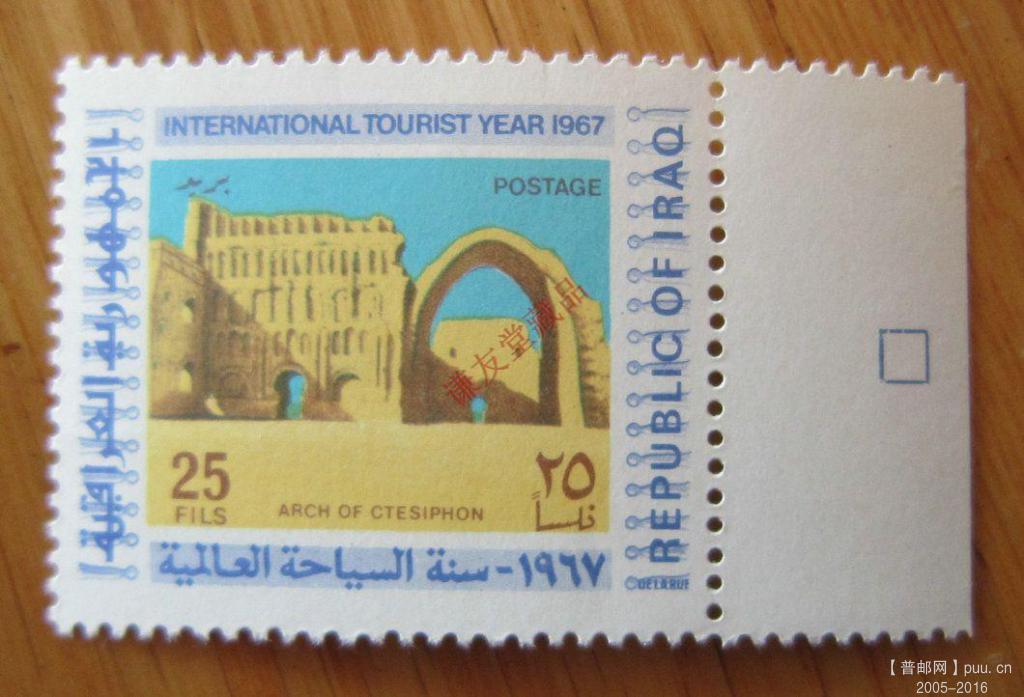 INTERNATIONAL TOURIST YEAR 1967
بريد
POSTAGE
الجمهورية العراقية
REPUBLIC OF IRAQ
谦友堂藏品
25
FILS
ARCH OF CTESIPHON
٢٥
فلساً
١٩٦٧-سنة السياحة العالمية
©DE LA RUE
【普邮网】puu.cn
2005-2016